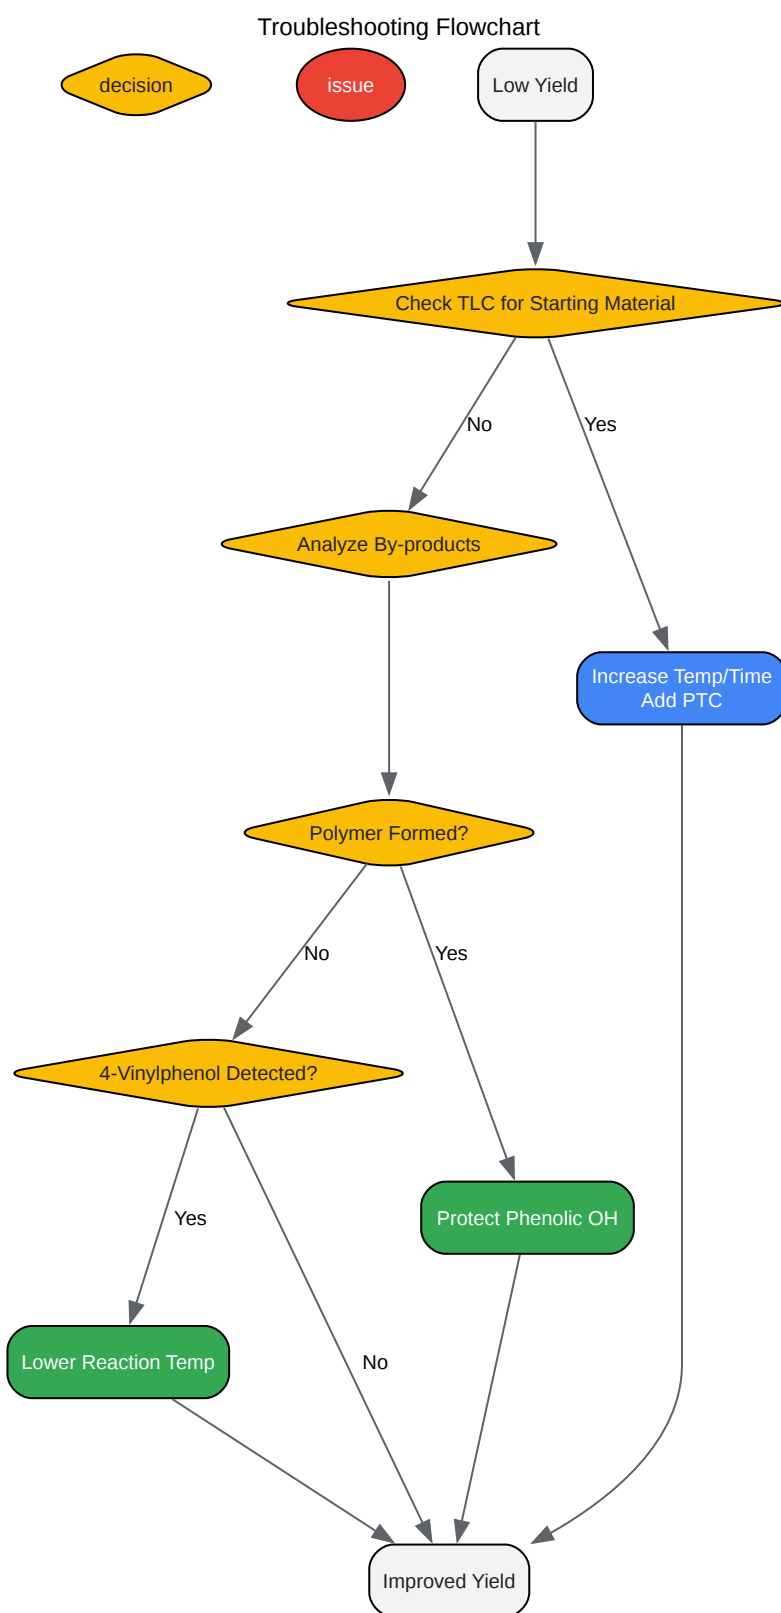 Troubleshooting Flowchart
decision
issue
Low Yield
Check TLC for Starting Material
No
Yes
Analyze By-products
Increase Temp/Time
Add PTC
Polymer Formed?
No
Yes
4-Vinylphenol Detected?
Yes
Protect Phenolic OH
Lower Reaction Temp
No
Improved Yield